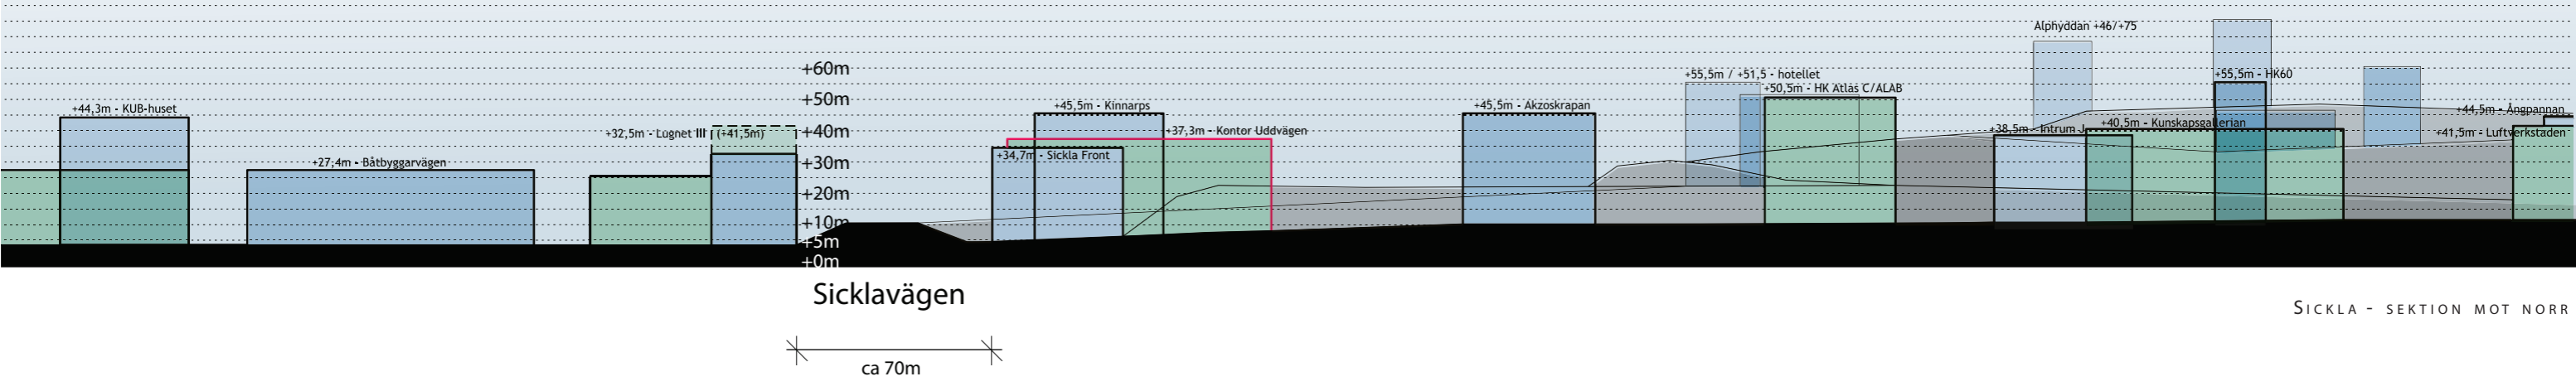 Alphyddan +46/+75
+60m
+55,5m / +51,5 - hotellet
+55,5m - HK60
+50,5m - HK Atlas C/ALAB
+50m
+44,3m - KUB-huset
+45,5m - Kinnarps
+45,5m - Akzoskrapan
+44,5m - Ångpannan
+40,5m - Kunskapsgallerian
+32,5m - Lugnet III (+41,5m)
+40m
+37,3m - Kontor Uddvägen
+38,5m - Intrum J
+41,5m - Luftverkstaden
+27,4m - Båtbyggarvägen
+30m
+34,7m - Sickla Front
+20m
+10m
+5m
+0m
Sicklavägen
SICKLA - SEKTION MOT NORR
ca 70m